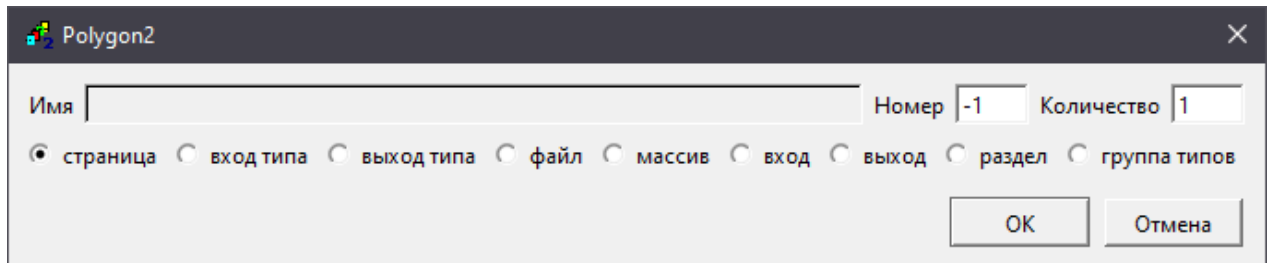 Polygon2
Имя Номер -1 Количество 1
страница вход типа выход типа файл массив вход выход раздел группа типов
OK Отмена